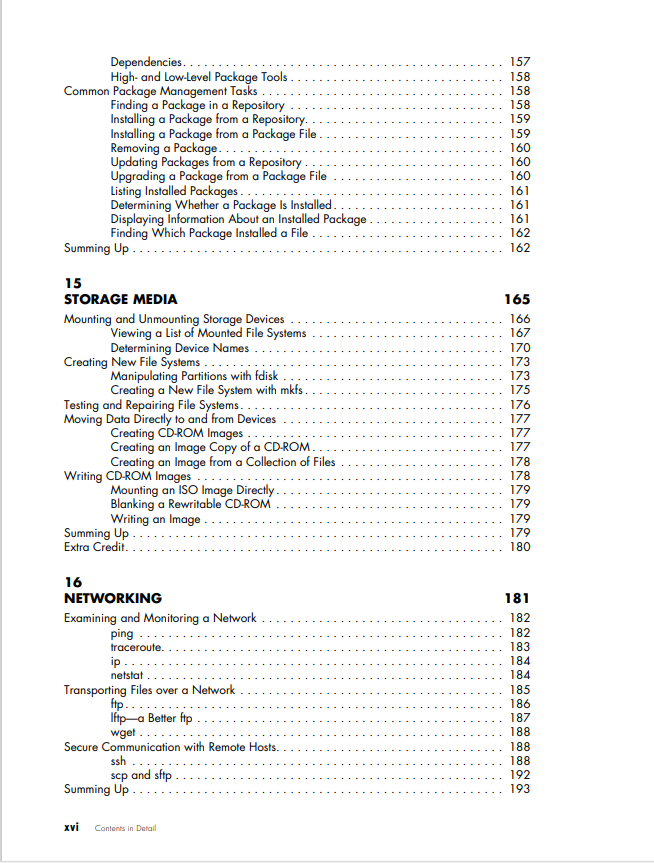 Dependencies. . . . . . . . . . . . . . . . . . . . . . . . . . . . . . . . . . . . . . . . 157
High- and Low-Level Package Tools . . . . . . . . . . . . . . . . . . . . . . . . . . 158
Common Package Management Tasks . . . . . . . . . . . . . . . . . . . . . . . . . . . . . 158
Finding a Package in a Repository . . . . . . . . . . . . . . . . . . . . . . . . . . 158
Installing a Package from a Repository. . . . . . . . . . . . . . . . . . . . . . . . 159
Installing a Package from a Package File . . . . . . . . . . . . . . . . . . . . . . . 159
Removing a Package. . . . . . . . . . . . . . . . . . . . . . . . . . . . . . . . . . . 160
Updating Packages from a Repository . . . . . . . . . . . . . . . . . . . . . . . . . 160
Upgrading a Package from a Package File . . . . . . . . . . . . . . . . . . . . . . 160
Listing Installed Packages . . . . . . . . . . . . . . . . . . . . . . . . . . . . . . . . 161
Determining Whether a Package Is Installed . . . . . . . . . . . . . . . . . . . . . 161
Displaying Information About an Installed Package . . . . . . . . . . . . . . . . . 161
Finding Which Package Installed a File . . . . . . . . . . . . . . . . . . . . . . . . 162
Summing Up . . . . . . . . . . . . . . . . . . . . . . . . . . . . . . . . . . . . . . . . . . . 162
15
STORAGE MEDIA 165
Mounting and Unmounting Storage Devices . . . . . . . . . . . . . . . . . . . . . . . . . 166
Viewing a List of Mounted File Systems . . . . . . . . . . . . . . . . . . . . . . . . 167
Determining Device Names . . . . . . . . . . . . . . . . . . . . . . . . . . . . . . . 170
Creating New File Systems . . . . . . . . . . . . . . . . . . . . . . . . . . . . . . . . . . . 173
Manipulating Partitions with fdisk . . . . . . . . . . . . . . . . . . . . . . . . . . . 173
Creating a New File System with mkfs . . . . . . . . . . . . . . . . . . . . . . . . . 175
Testing and Repairing File Systems. . . . . . . . . . . . . . . . . . . . . . . . . . . . . . . 176
Moving Data Directly to and from Devices . . . . . . . . . . . . . . . . . . . . . . . . . . 177
Creating CD-ROM Images . . . . . . . . . . . . . . . . . . . . . . . . . . . . . . . . 177
Creating an Image Copy of a CD-ROM . . . . . . . . . . . . . . . . . . . . . . . . 177
Creating an Image from a Collection of Files . . . . . . . . . . . . . . . . . . . . 178
Writing CD-ROM Images . . . . . . . . . . . . . . . . . . . . . . . . . . . . . . . . . . . . 178
Mounting an ISO Image Directly . . . . . . . . . . . . . . . . . . . . . . . . . . . . 179
Blanking a Rewritable CD-ROM . . . . . . . . . . . . . . . . . . . . . . . . . . . . 179
Writing an Image . . . . . . . . . . . . . . . . . . . . . . . . . . . . . . . . . . . . 179
Summing Up . . . . . . . . . . . . . . . . . . . . . . . . . . . . . . . . . . . . . . . . . . . 179
Extra Credit. . . . . . . . . . . . . . . . . . . . . . . . . . . . . . . . . . . . . . . . . . . . 180
16
NETWORKING 181
Examining and Monitoring a Network . . . . . . . . . . . . . . . . . . . . . . . . . . . . . 182
ping . . . . . . . . . . . . . . . . . . . . . . . . . . . . . . . . . . . . . . . . . . . . 182
traceroute. . . . . . . . . . . . . . . . . . . . . . . . . . . . . . . . . . . . . . . . . 183
ip . . . . . . . . . . . . . . . . . . . . . . . . . . . . . . . . . . . . . . . . . . . . . 184
netstat . . . . . . . . . . . . . . . . . . . . . . . . . . . . . . . . . . . . . . . . . . 184
Transporting Files over a Network . . . . . . . . . . . . . . . . . . . . . . . . . . . . . . . 185
ftp . . . . . . . . . . . . . . . . . . . . . . . . . . . . . . . . . . . . . . . . . . . . . 186
lftp—a Better ftp . . . . . . . . . . . . . . . . . . . . . . . . . . . . . . . . . . . . . 187
wget . . . . . . . . . . . . . . . . . . . . . . . . . . . . . . . . . . . . . . . . . . . 188
Secure Communication with Remote Hosts. . . . . . . . . . . . . . . . . . . . . . . . . . . 188
ssh . . . . . . . . . . . . . . . . . . . . . . . . . . . . . . . . . . . . . . . . . . . . 188
scp and sftp . . . . . . . . . . . . . . . . . . . . . . . . . . . . . . . . . . . . . . . 192
Summing Up . . . . . . . . . . . . . . . . . . . . . . . . . . . . . . . . . . . . . . . . . . . 193
xvi Contents in Detail